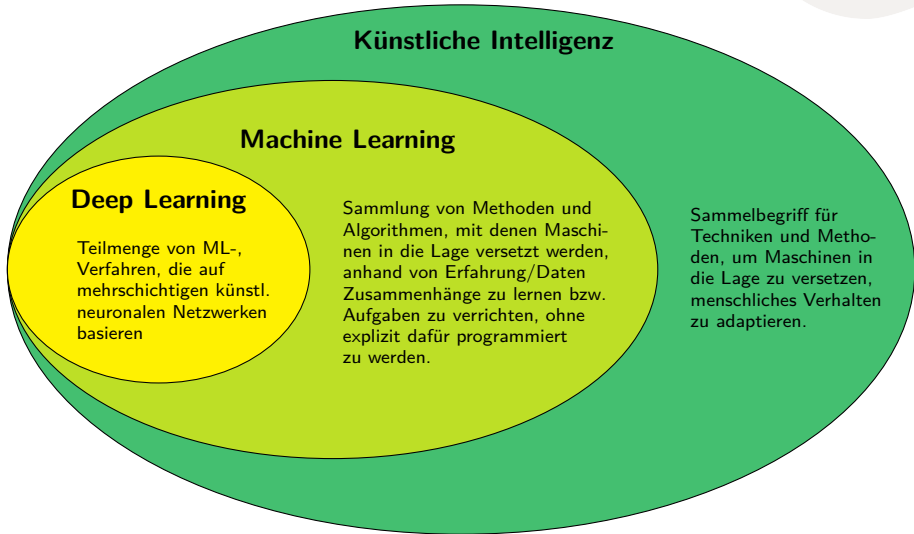 Künstliche Intelligenz
Machine Learning
Deep Learning
Teilmenge von ML-,
Verfahren, die auf
mehrschichtigen künstl.
neuronalen Netzwerken
basieren
Sammlung von Methoden und
Algorithmen, mit denen Maschi-
nen in die Lage versetzt werden,
anhand von Erfahrung/Daten
Zusammenhänge zu lernen bzw.
Aufgaben zu verrichten, ohne
explizit dafür programmiert
zu werden.
Sammelbegriff für
Techniken und Metho-
den, um Maschinen in
die Lage zu versetzen,
menschliches Verhalten
zu adaptieren.